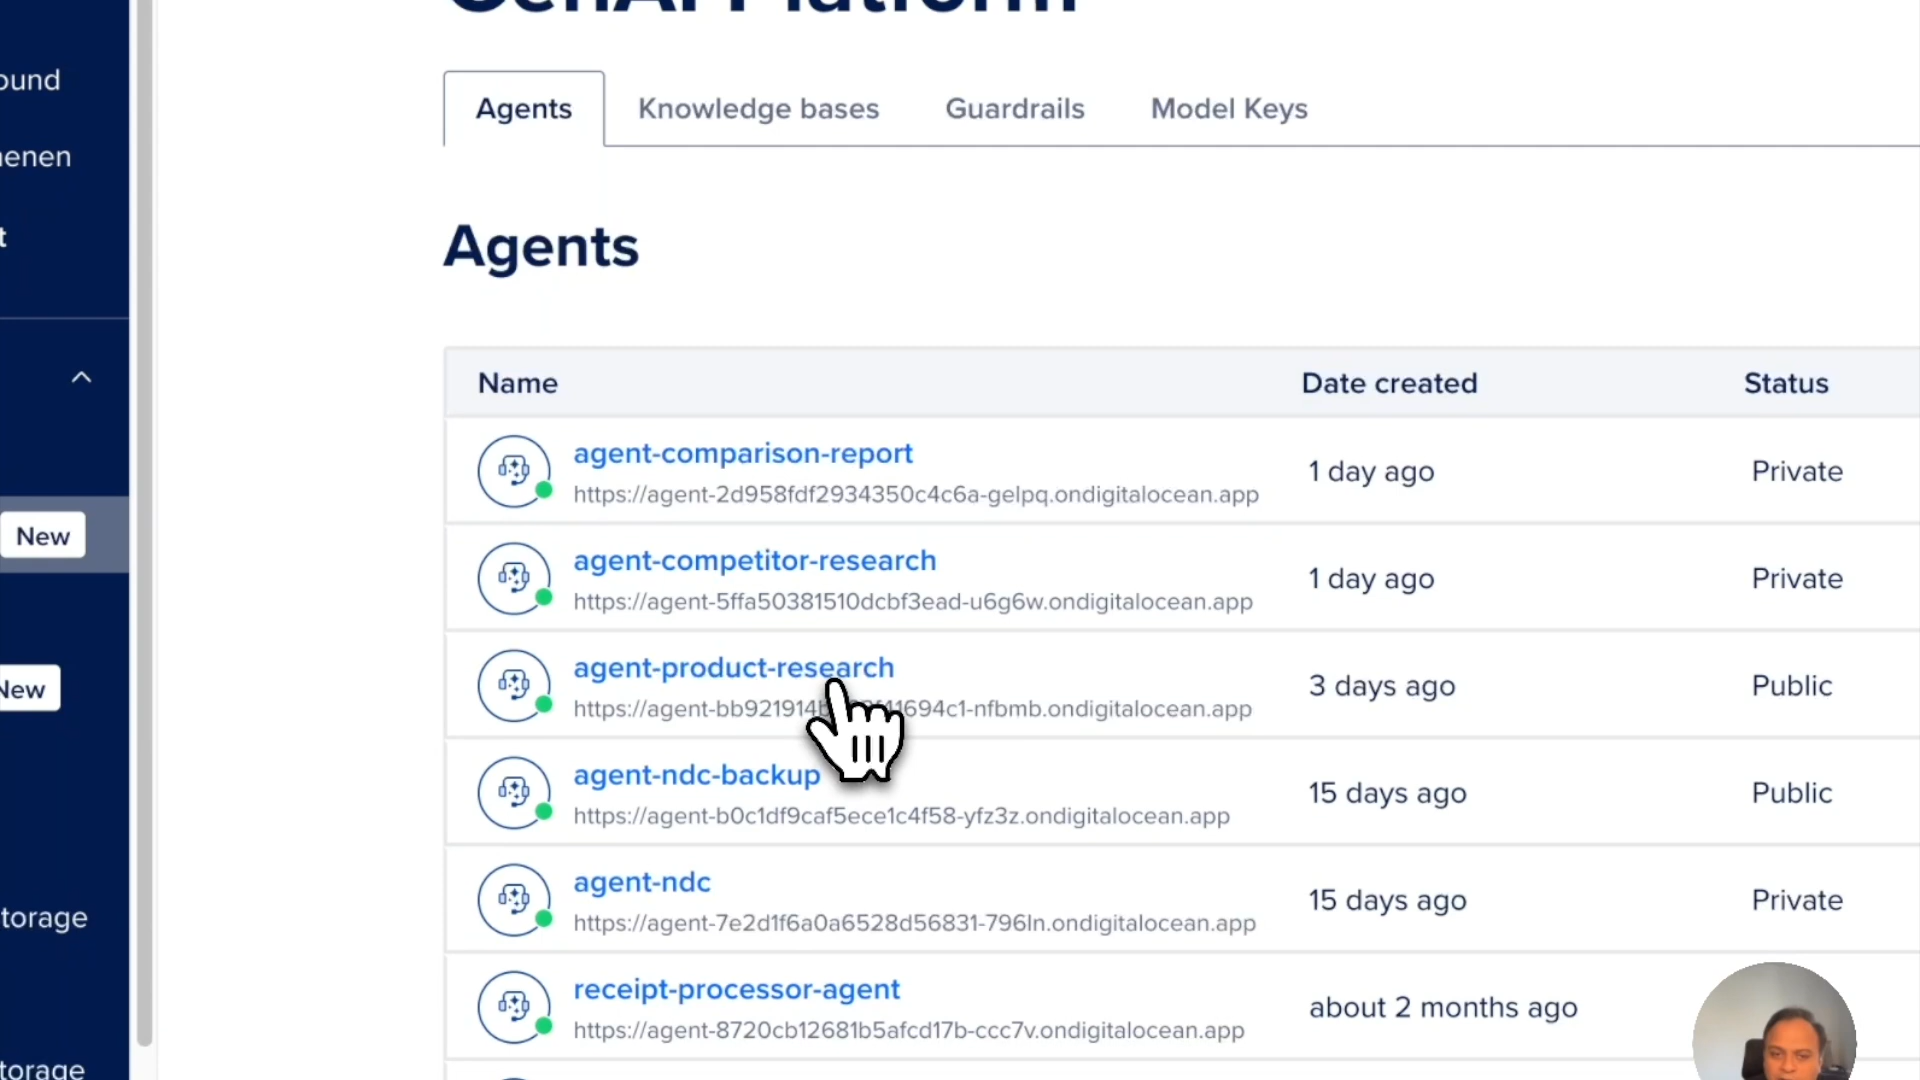 GenAI Platform
ound
Agents
Knowledge bases
Guardrails
Model Keys
enen
t
Agents
Name
Date created
Status
agent-comparison-report
https://agent-2d958fdf2934350c4c6a-gelpq.ondigitalocean.app
1 day ago
Private
New
agent-competitor-research
https://agent-5ffa50381510dcbf3ead-u6g6w.ondigitalocean.app
1 day ago
Private
New
agent-product-research
3 days ago
Public
agent-ndc-backup
https://agent-b0c1df9caf5ece1c4f58-yfz3z.ondigitalocean.app
15 days ago
Public
agent-ndc
https://agent-7e2d1f6a0a6528d56831-796ln.ondigitalocean.app
15 days ago
Private
torage
receipt-processor-agent
https://agent-8720cb12681b5afcd17b-ccc7v.ondigitalocean.app
about 2 months ago
torage